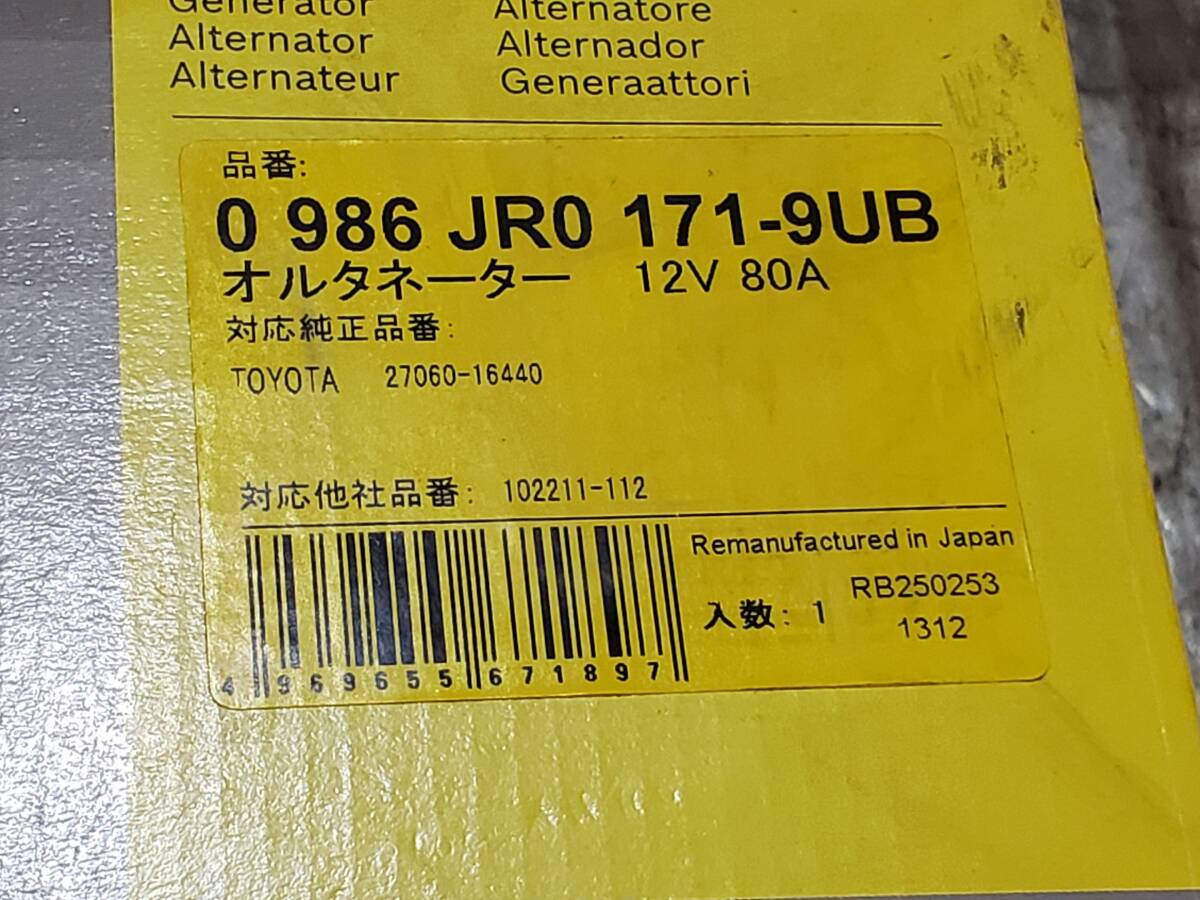 Generator Alternatore
Alternator Alternador
Alternateur Generaattori
品番:
0 986 JR0 171-9UB
オルタネーター 12V 80A
対応純正品番:
TOYOTA 27060-16440
対応他社品番: 102211-112
Remanufactured in Japan
RB250253
入数: 1
1312
4 969655 671897